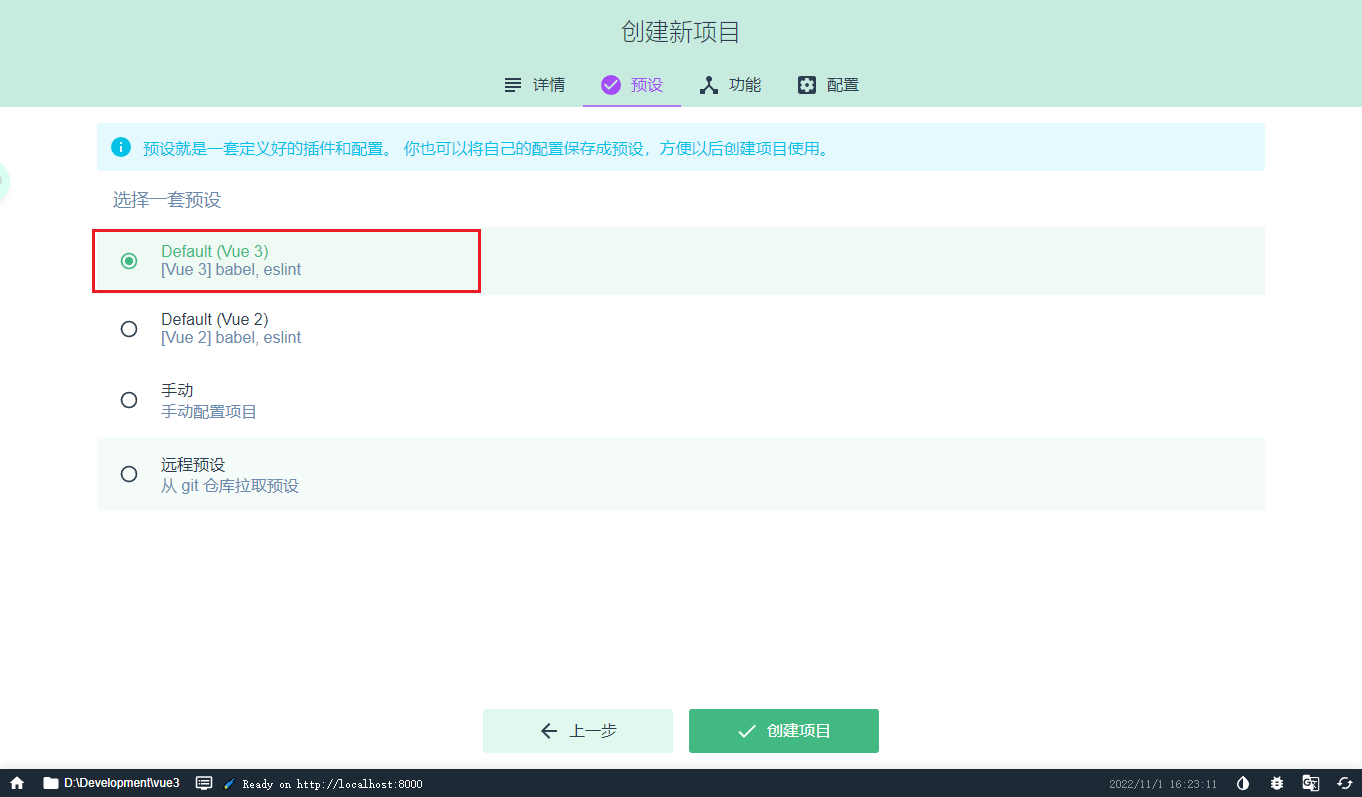 创建新项目
详情 预设 功能 配置
预设就是一套定义好的插件和配置。 你也可以将自己的配置保存成预设，方便以后创建项目使用。
选择一套预设
Default (Vue 3)
[Vue 3] babel, eslint
Default (Vue 2)
[Vue 2] babel, eslint
手动
手动配置项目
远程预设
从 git 仓库拉取预设
上一步 创建项目
D:\Development\vue3 Ready on http://localhost:8000 2022/11/1 16:23:11